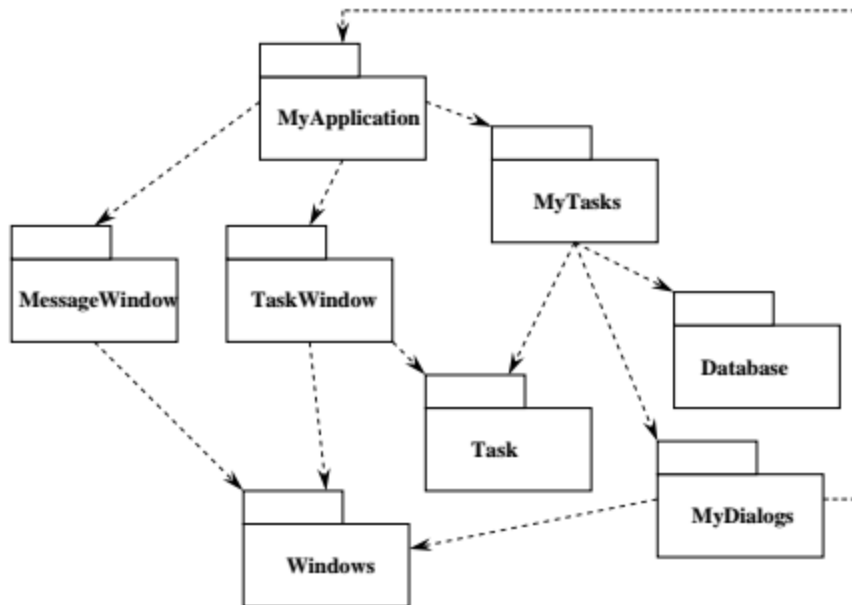 MyApplication
MyTasks
MessageWindow
TaskWindow
Database
Task
MyDialogs
Windows